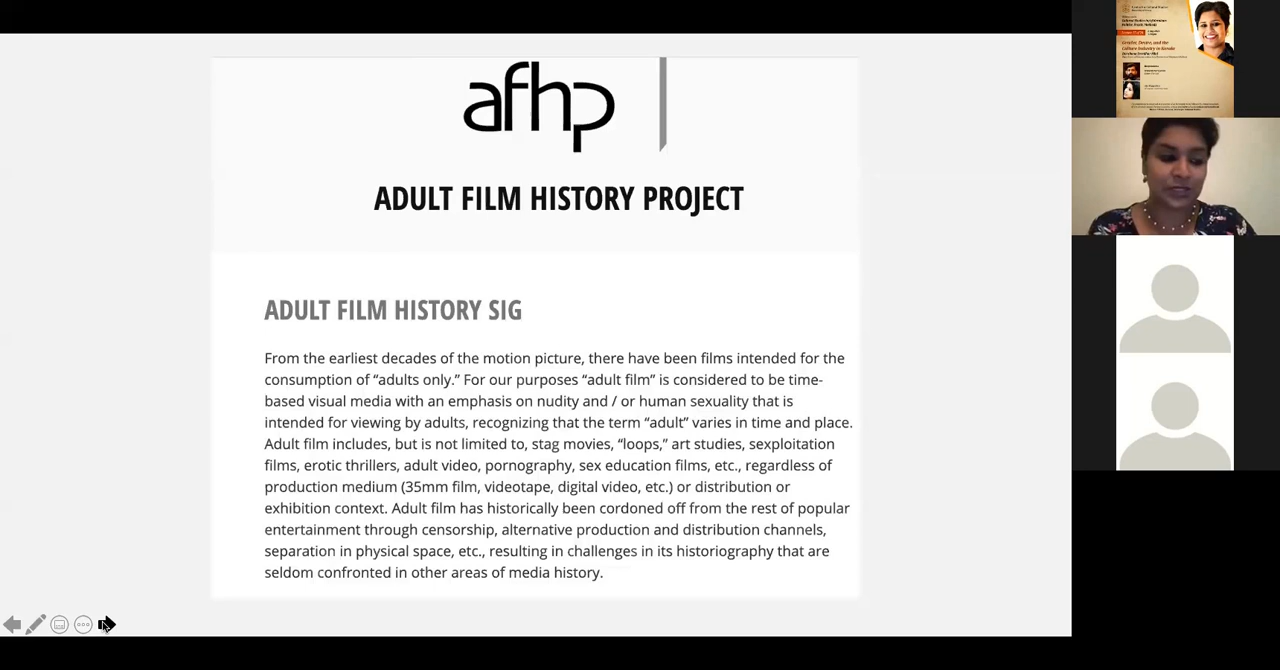 afhp
ADULT FILM HISTORY PROJECT
ADULT FILM HISTORY SIG
From the earliest decades of the motion picture, there have been films intended for the
consumption of “adults only.” For our purposes “adult film” is considered to be time-
based visual media with an emphasis on nudity and / or human sexuality that is
intended for viewing by adults, recognizing that the term “adult” varies in time and place.
Adult film includes, but is not limited to, stag movies, “loops,” art studies, sexploitation
films, erotic thrillers, adult video, pornography, sex education films, etc., regardless of
production medium (35mm film, videotape, digital video, etc.) or distribution or
exhibition context. Adult film has historically been cordoned off from the rest of popular
entertainment through censorship, alternative production and distribution channels,
separation in physical space, etc., resulting in challenges in its historiography that are
seldom confronted in other areas of media history.